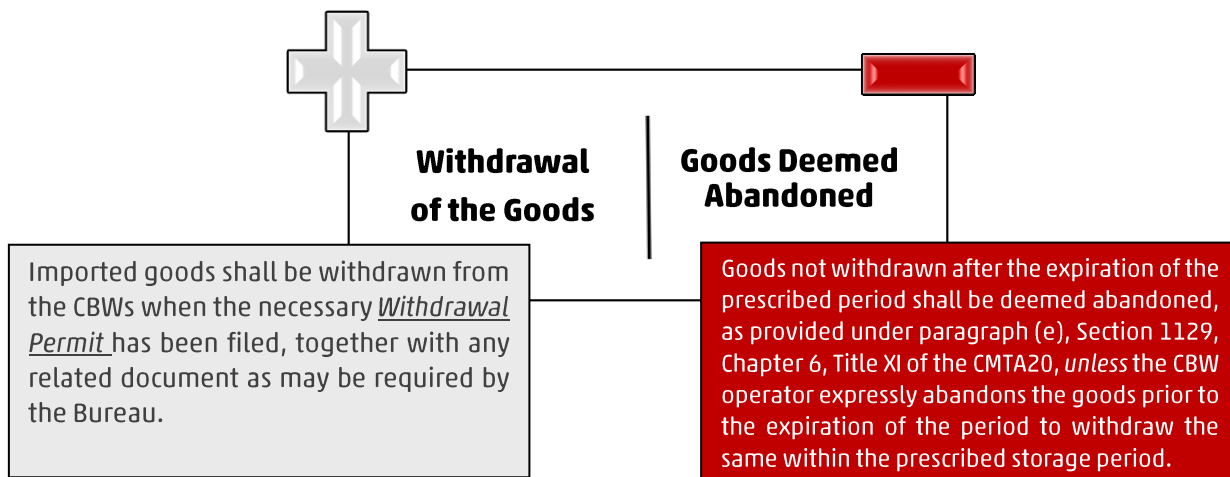 Withdrawal
of the Goods
Goods Deemed
Abandoned
Imported goods shall be withdrawn from
the CBWs when the necessary Withdrawal
Permit has been filed, together with any
related document as may be required by
the Bureau.
Goods not withdrawn after the expiration of the
prescribed period shall be deemed abandoned,
as provided under paragraph (e), Section 1129,
Chapter 6, Title XI of the CMTA20, unless the CBW
operator expressly abandons the goods prior to
the expiration of the period to withdraw the
same within the prescribed storage period.